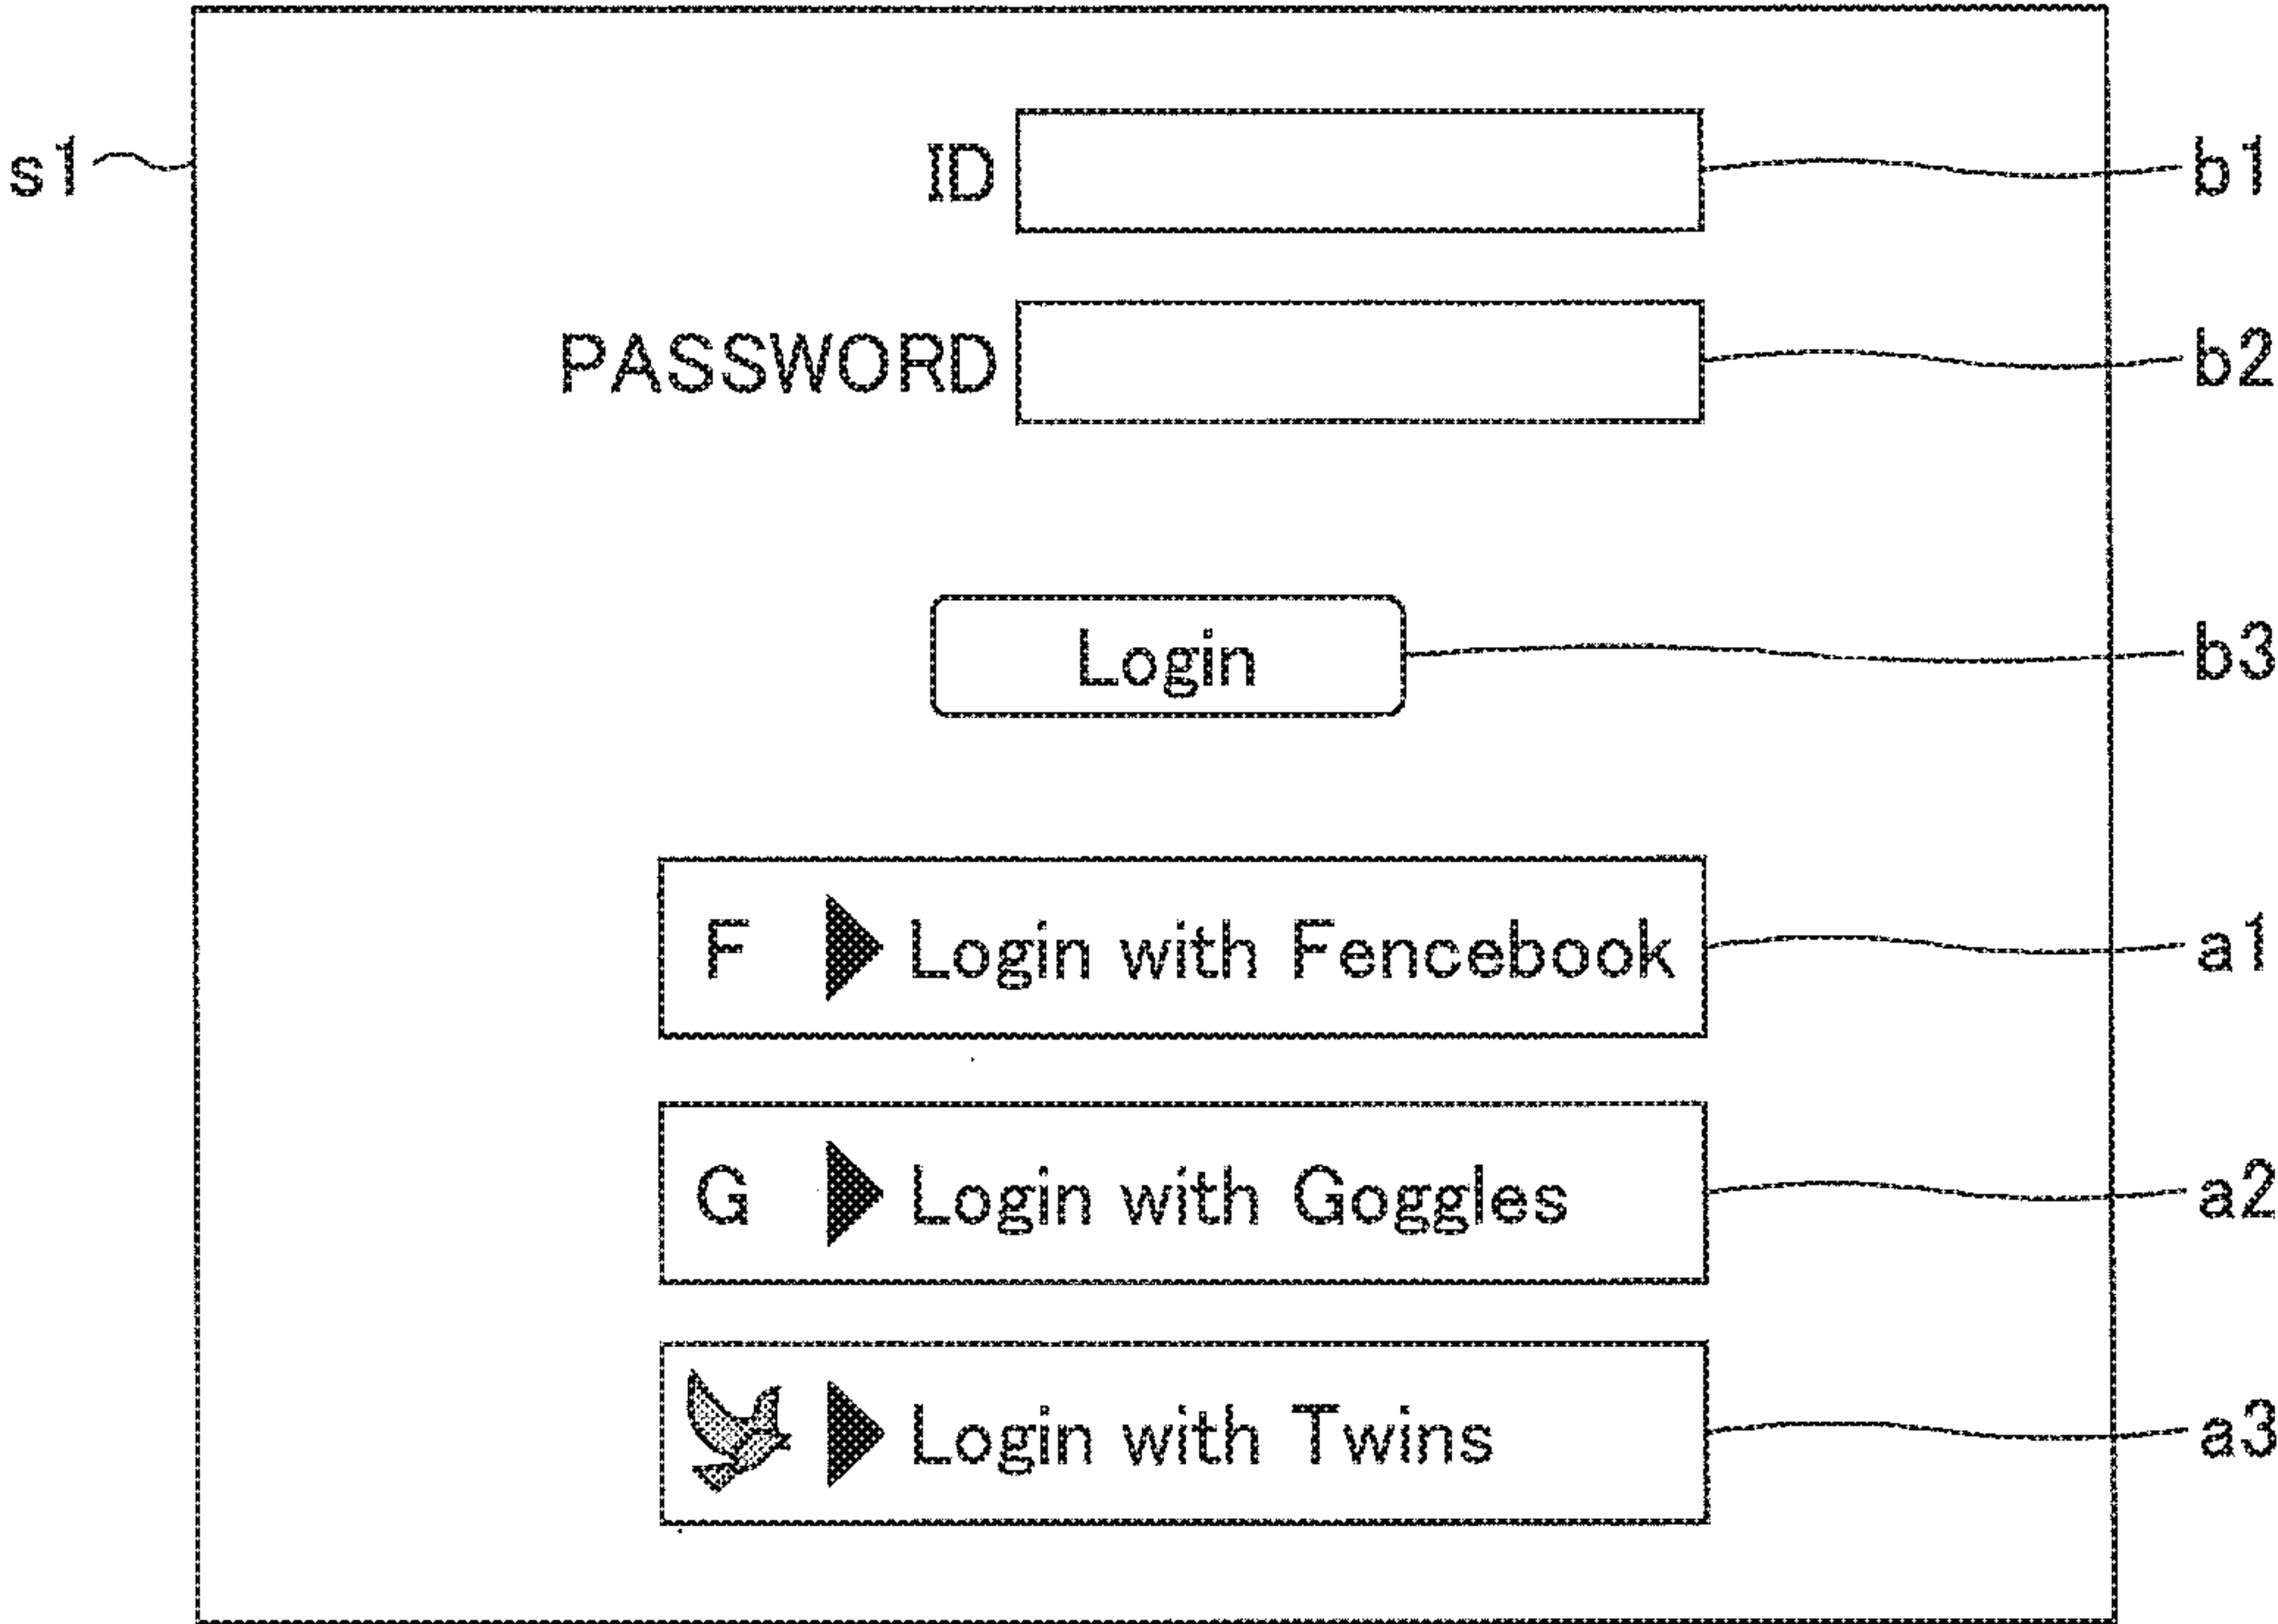 s1 ID b1
PASSWORD b2
Login b3
F Login with Fencebook a1
G Login with Goggles a2
Login with Twins a3